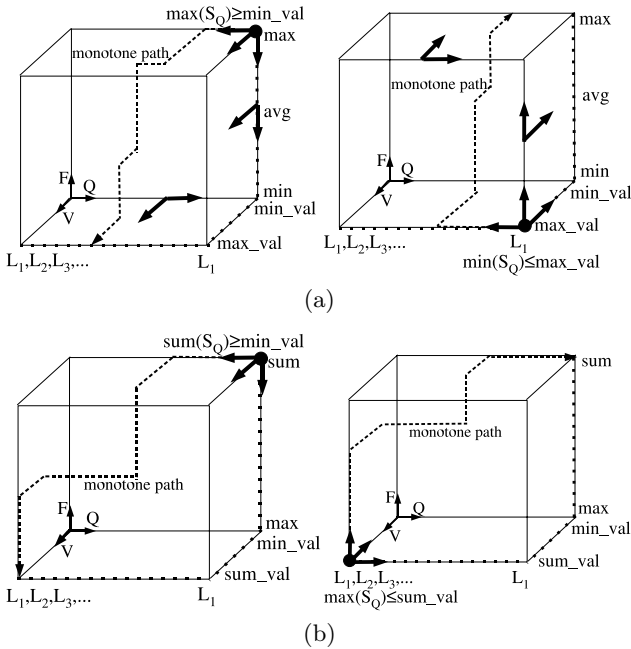 max(S_Q)≥min_val
max
monotone path
avg
F
Q
V
min
min_val
max_val
L₁,L₂,L₃,...
L₁
max
monotone path
avg
F
Q
V
min
min_val
max_val
L₁,L₂,L₃,...
L₁
min(S_Q)≤max_val
(a)
sum(S_Q)≥min_val
sum
monotone path
F
Q
V
max
min_val
sum_val
L₁,L₂,L₃,...
L₁
sum
monotone path
F
Q
V
max
min_val
sum_val
L₁,L₂,L₃,...
L₁
max(S_Q)≤sum_val
(b)